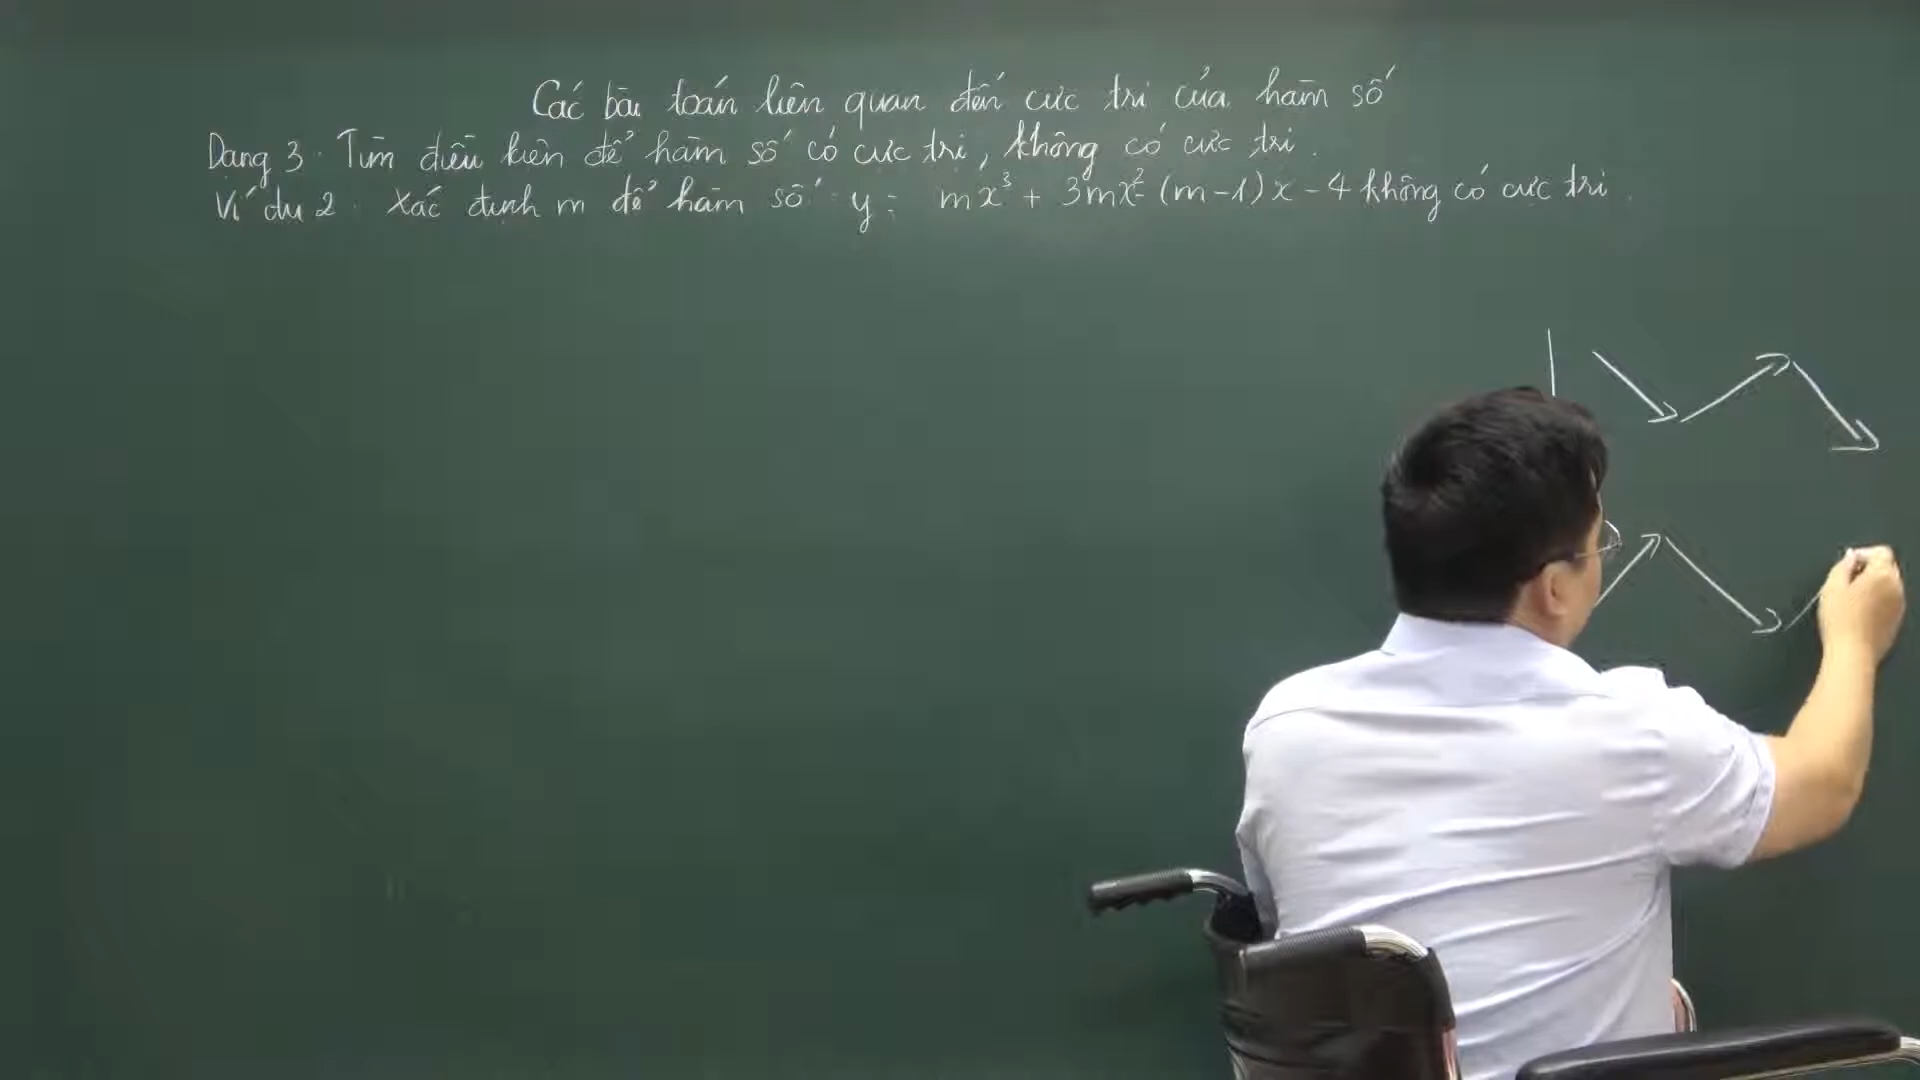 Các bài toán liên quan đến cực trị của hàm số
Dạng 3. Tìm điều kiện để hàm số có cực trị, không có cực trị.
Ví dụ 2. Xác định m để hàm số y = mx³ + 3mx² - (m-1)x - 4 không có cực trị.